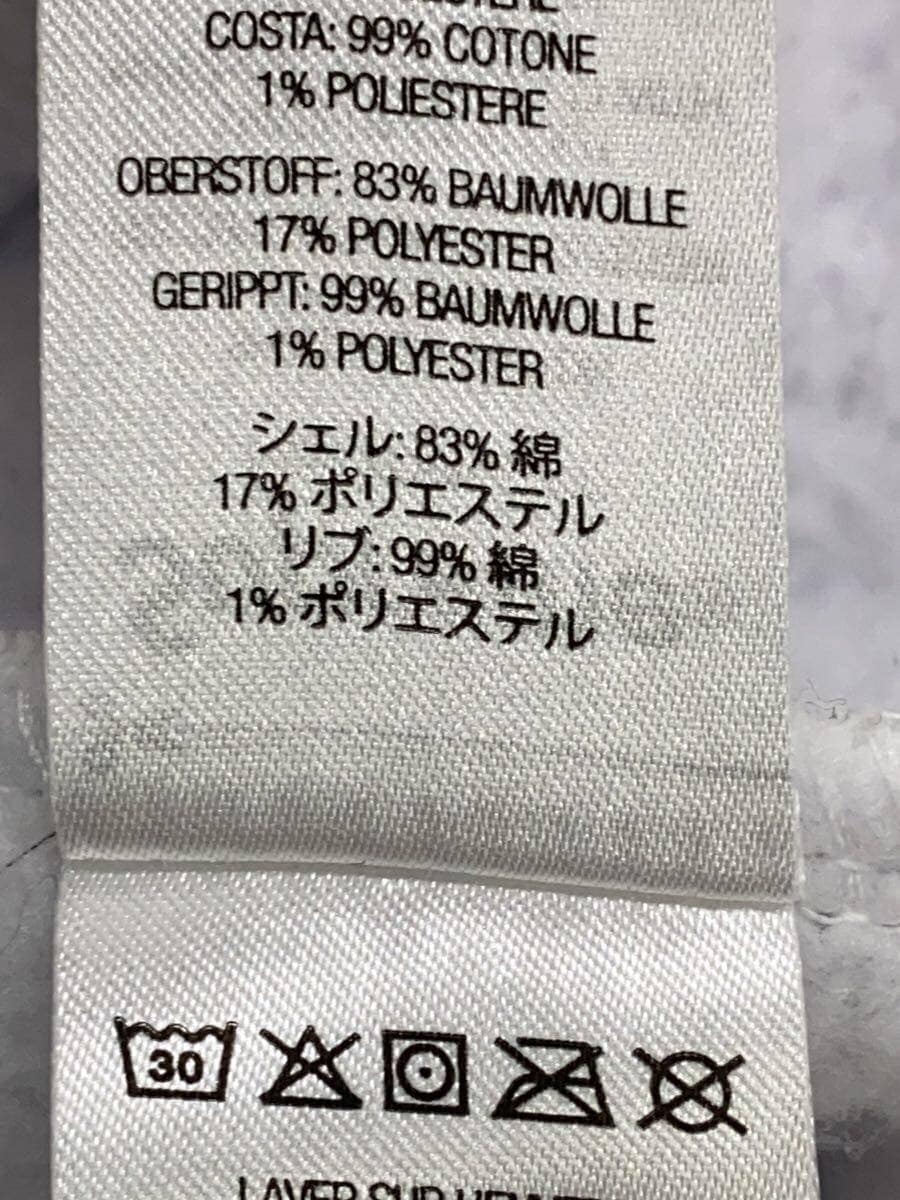 COSTA: 99% COTONE
1% POLIESTERE
OBERSTOFF: 83% BAUMWOLLE
17% POLYESTER
GERIPPT: 99% BAUMWOLLE
1% POLYESTER
シェル: 83% 綿
17% ポリエステル
リブ: 99% 綿
1% ポリエステル
30
LAVER SUR